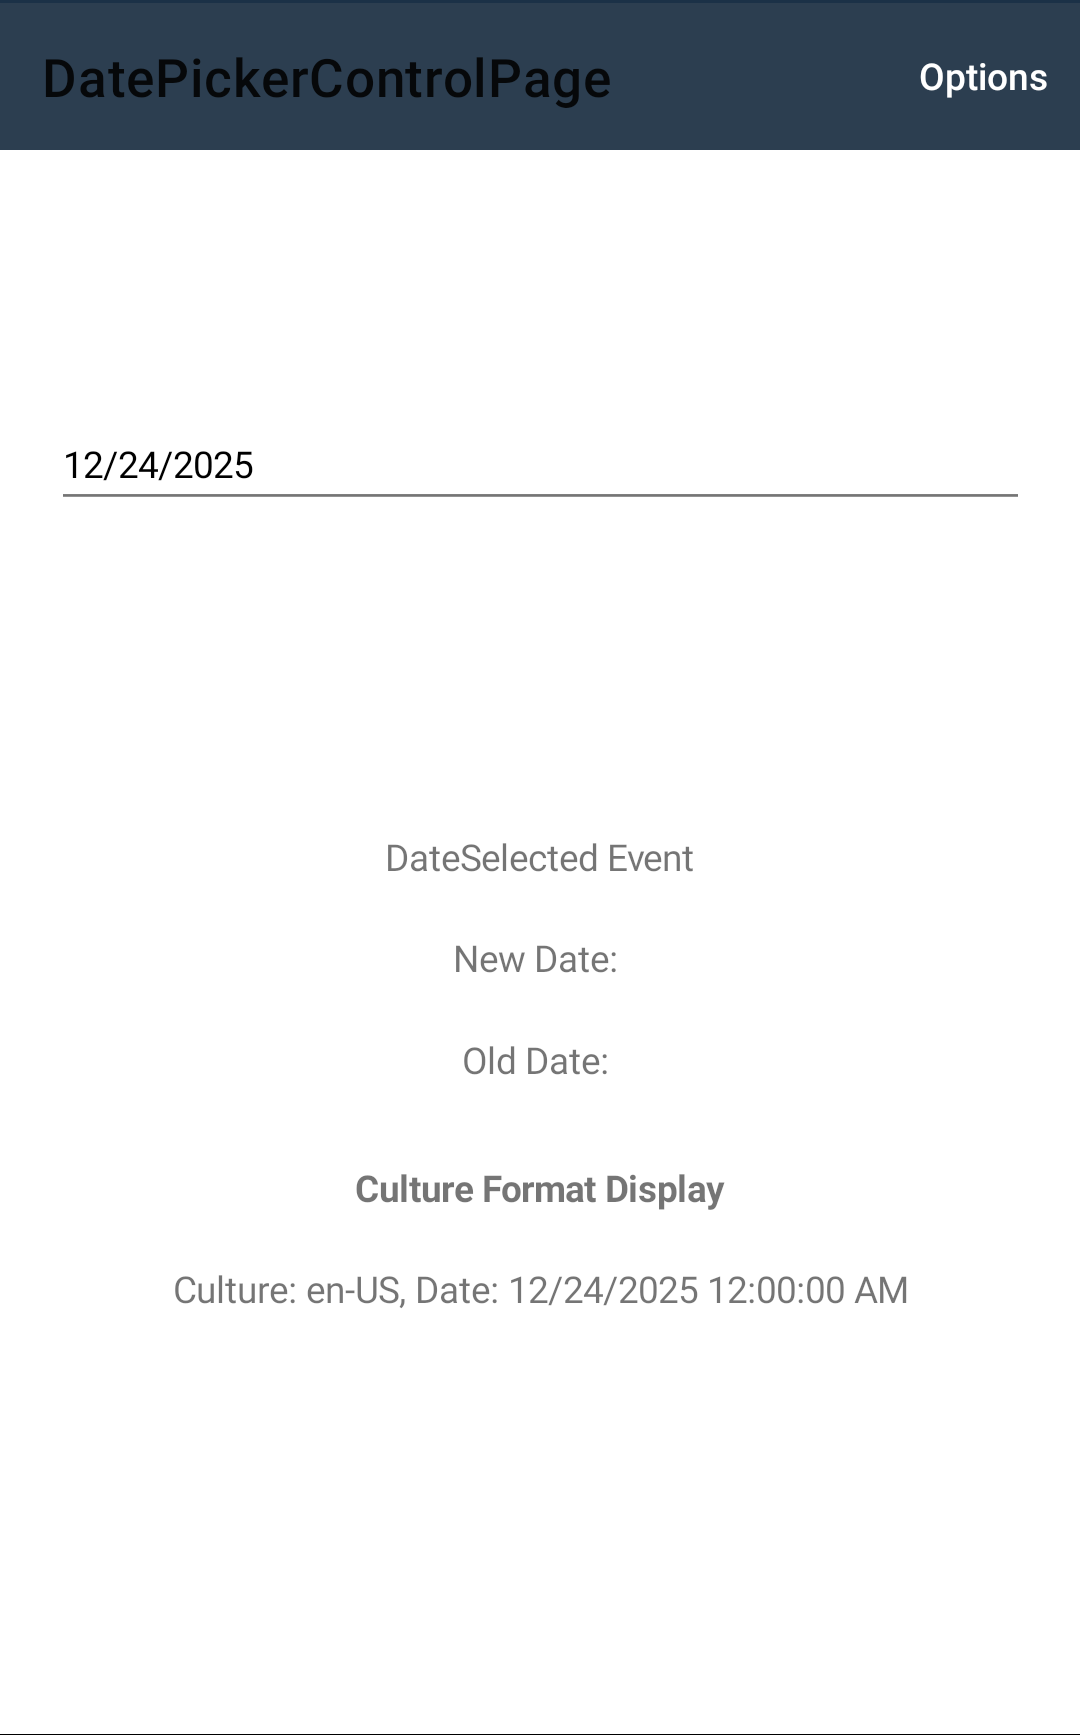 DatePickerControlPage
Options
12/24/2025
DateSelected Event
New Date:
Old Date:
Culture Format Display
Culture: en-US, Date: 12/24/2025 12:00:00 AM